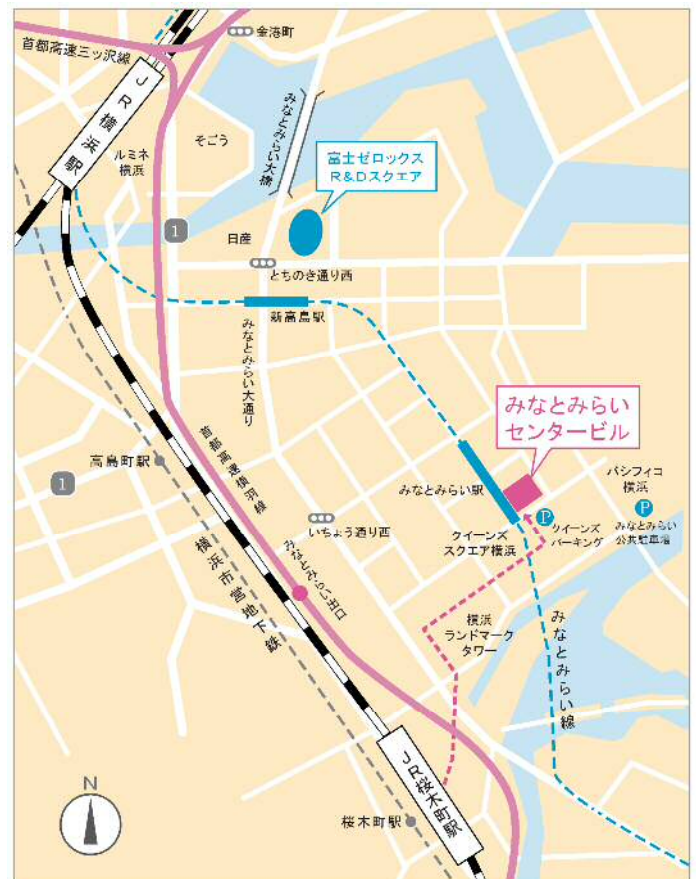 金港町
首都高速三ッ沢線
JR横浜駅
ルミネ
横浜
そごう
みなとみらい大橋
富士ゼロックス
R&Dスクエア
1
日産
とちのき通り西
新高島駅
みなとみらい大通り
みなとみらい
センタービル
高島町駅
首都高速横羽線
1
みなとみらい駅
パシフィコ
横浜
P
P
クイーンズ
パーキング
みなとみらい
公共駐車場
いちょう通り西
クイーンズ
スクエア横浜
横浜市営地下鉄
みなとみらい出口
横浜
ランドマーク
タワー
みなとみらい線
JR桜木町駅
桜木町駅
N